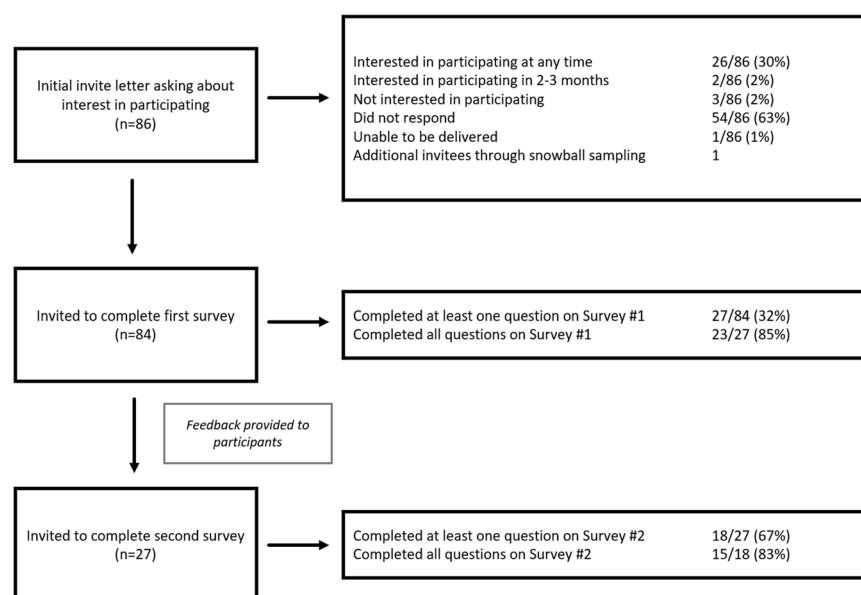 Initial invite letter asking about
interest in participating
(n=86)
Interested in participating at any time 26/86 (30%)
Interested in participating in 2-3 months 2/86 (2%)
Not interested in participating 3/86 (2%)
Did not respond 54/86 (63%)
Unable to be delivered 1/86 (1%)
Additional invitees through snowball sampling 1
Invited to complete first survey
(n=84)
Completed at least one question on Survey #1 27/84 (32%)
Completed all questions on Survey #1 23/27 (85%)
Feedback provided to
participants
Invited to complete second survey
(n=27)
Completed at least one question on Survey #2 18/27 (67%)
Completed all questions on Survey #2 15/18 (83%)